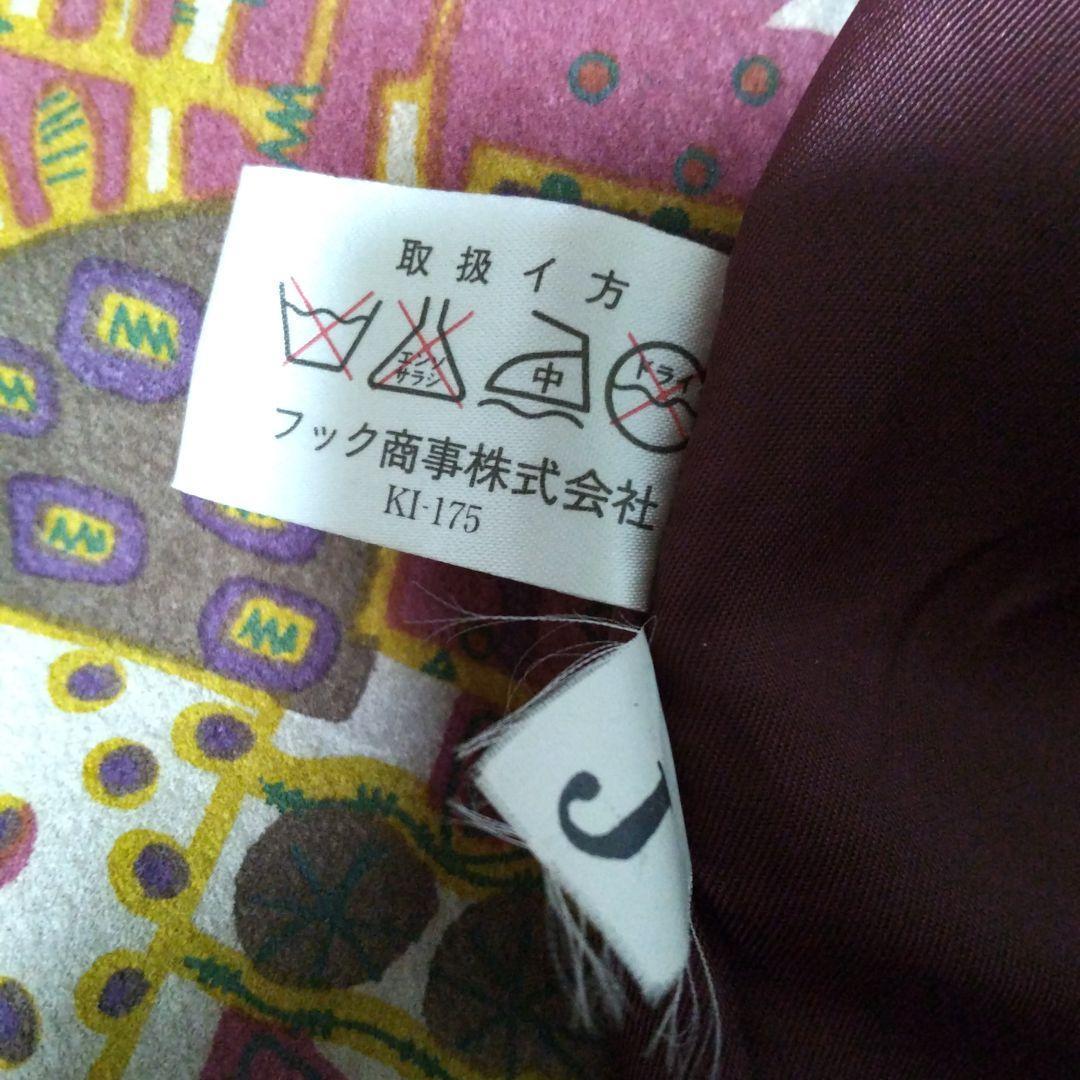 取扱イ方
エンソ
サラシ
中
ドライ
フック商事株式会社
KI-175
J